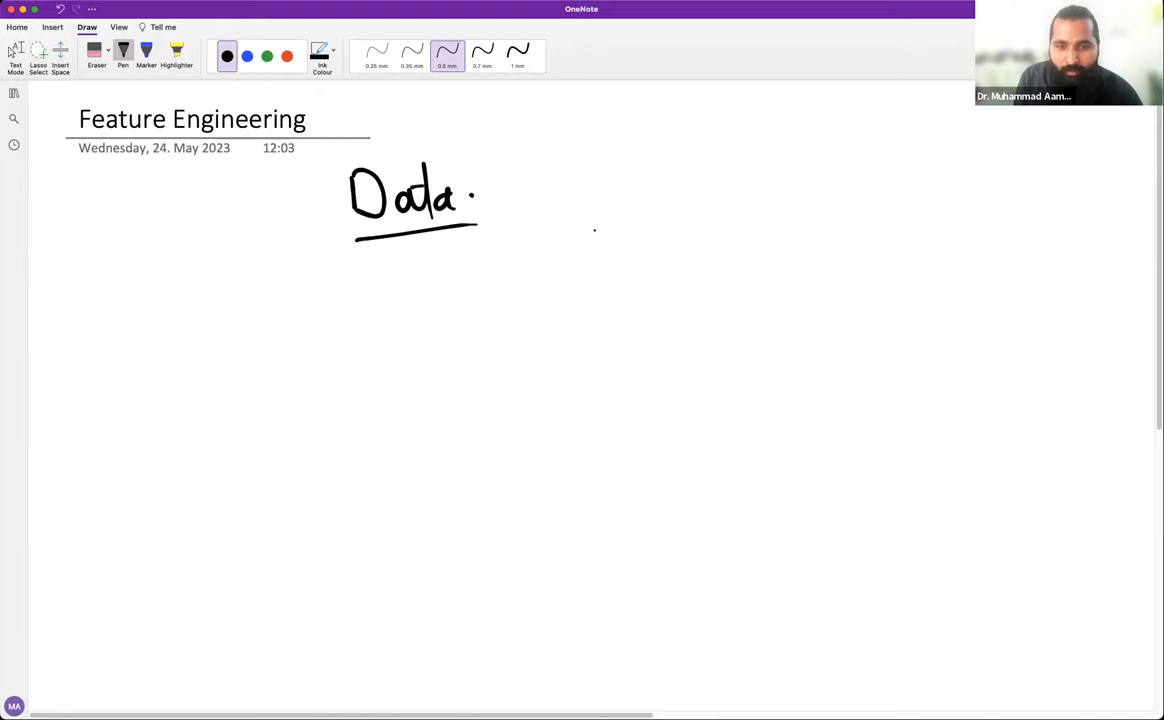 OneNote
Home Insert Draw View Tell me
Text Mode Lasso Select Insert Space Eraser Pen Marker Highlighter Ink Colour 0.25 mm 0.35 mm 0.5 mm 0.7 mm 1 mm
Dr. Muhammad Aam...
Feature Engineering
Wednesday, 24. May 2023 12:03
Data.
MA